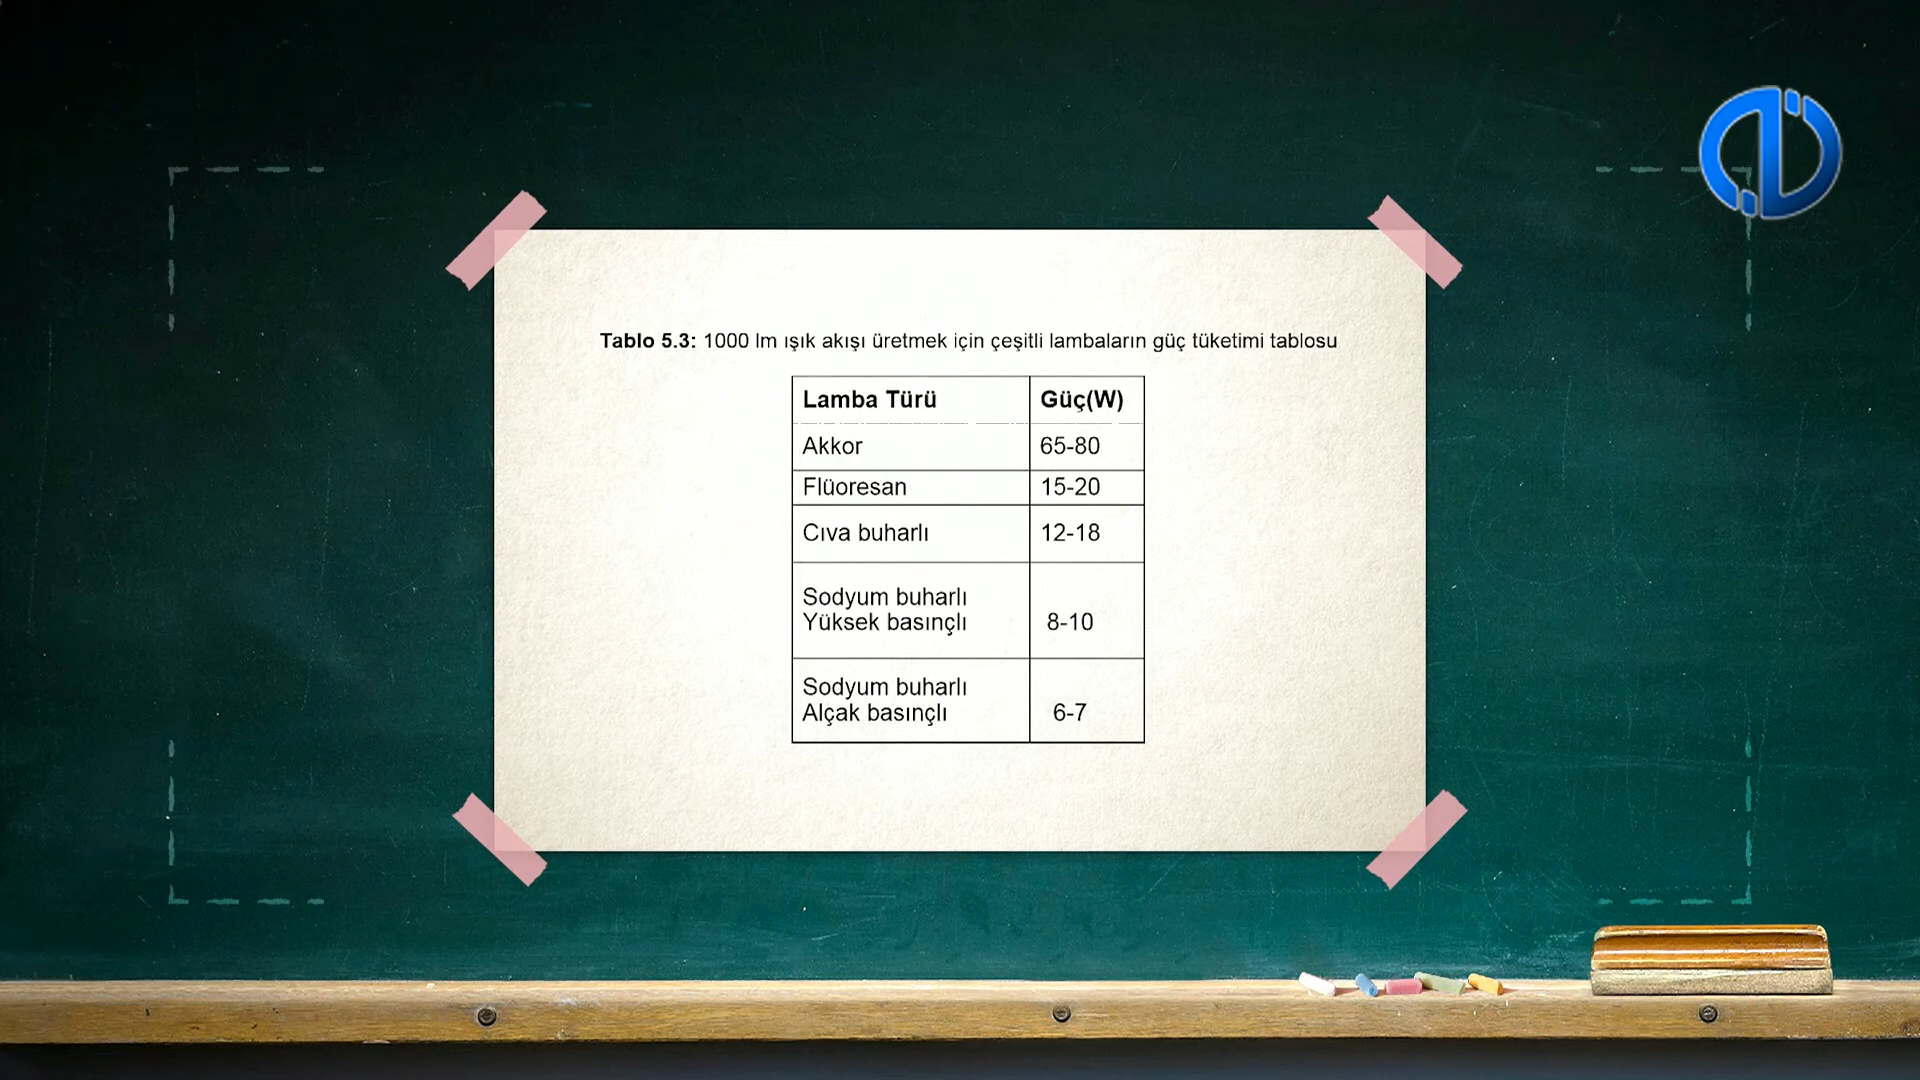 Tablo 5.3: 1000 lm ışık akışı üretmek için çeşitli lambaların güç tüketimi tablosu
Lamba Türü Güç(W)
Akkor 65-80
Flüoresan 15-20
Cıva buharlı 12-18
Sodyum buharlı
Yüksek basınçlı 8-10
Sodyum buharlı
Alçak basınçlı 6-7